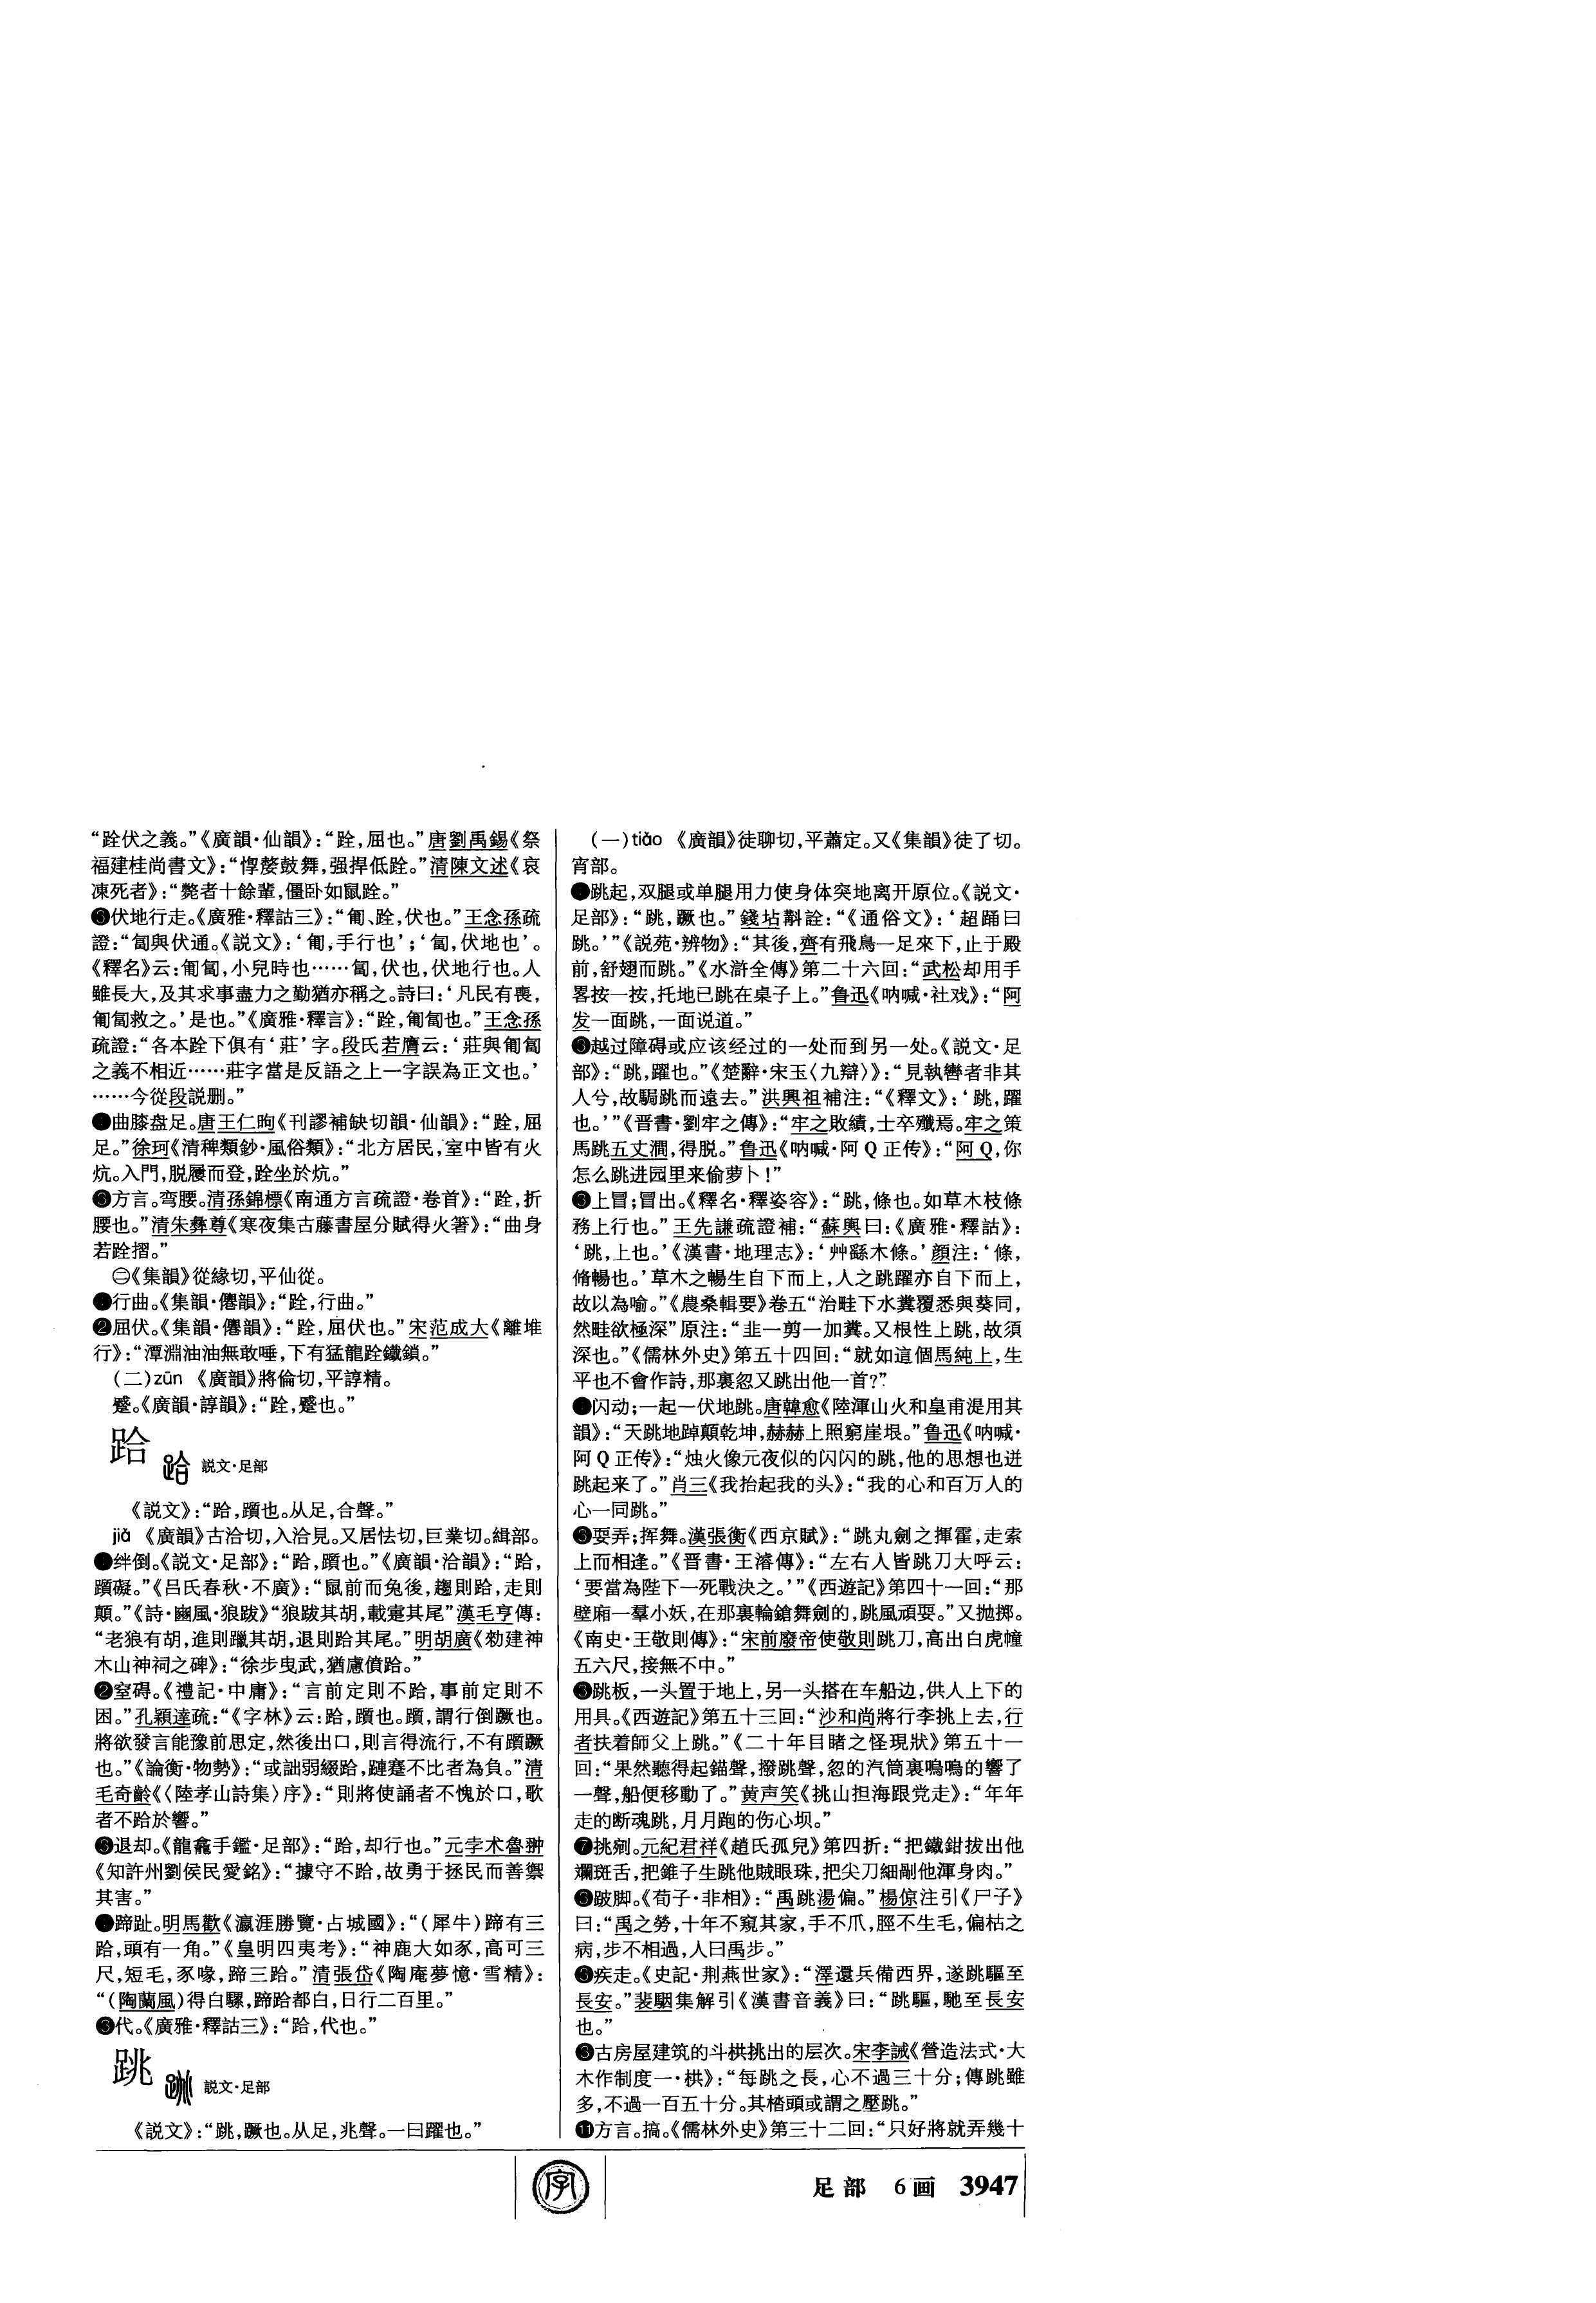 “跧伏之義。”《廣韻·仙韻》：“跧，屈也。”唐劉禹錫《祭
福建桂尚書文》：“惸嫠鼓舞，强捍低跧。”清陳文述《哀
凍死者》：“斃者十餘輩，僵卧如鼠跧。”
❸伏地行走。《廣雅·釋詁三》：“匍、跧，伏也。”王念孫疏
證：“匐與伏通。《説文》：‘匍，手行也’；‘匐，伏地也’。
《釋名》云：匍匐，小兒時也……匐，伏也，伏地行也。人
雖長大，及其求事盡力之勤猶亦稱之。詩曰：‘凡民有喪，
匍匐救之。’是也。”《廣雅·釋言》：“跧，匍匐也。”王念孫
疏證：“各本跧下俱有‘莊’字。段氏若膺云：‘莊與匍匐
之義不相近……莊字當是反語之上一字誤為正文也。’
……今從段説删。”
曲膝盘足。唐王仁昫《刊謬補缺切韻·仙韻》：“跧，屈
足。”徐珂《清稗類鈔·風俗類》：“北方居民，室中皆有火
炕。入門，脱屨而登，跧坐於炕。”
方言。弯腰。清孫錦標《南通方言疏證·卷首》：“跧，折
腰也。”清朱彝尊《寒夜集古藤書屋分賦得火箸》：“曲身
若跧摺。”
㊁《集韻》從緣切，平仙從。
行曲。《集韻·僊韻》：“跧，行曲。”
❷屈伏。《集韻·僊韻》：“跧，屈伏也。”宋范成大《離堆
行》：“潭淵油油無敢唾，下有猛龍跧鐵鎖。”
（二）zūn 《廣韻》將倫切，平諄精。
蹙。《廣韻·諄韻》：“跧，蹙也。”
跲 跲 説文·足部
《説文》：“跲，躓也。从足，合聲。”
jiá 《廣韻》古洽切，入洽見。又居怯切，巨業切。緝部。
绊倒。《説文·足部》：“跲，躓也。”《廣韻·洽韻》：“跲，
躓礙。”《吕氏春秋·不廣》：“鼠前而兔後，趨則跲，走則
顛。”《詩·豳風·狼跋》“狼跋其胡，載疐其尾”漢毛亨傳：
“老狼有胡，進則躐其胡，退則跲其尾。”明胡廣《勑建神
木山神祠之碑》：“徐步曳武，猶慮僨跲。”
❷窒碍。《禮記·中庸》：“言前定則不跲，事前定則不
困。”孔穎達疏：“《字林》云：跲，躓也。躓，謂行倒蹶也。
將欲發言能豫前思定，然後出口，則言得流行，不有躓蹶
也。”《論衡·物勢》：“或詘弱綴跲，蹥蹇不比者為負。”清
毛奇齡《〈陸孝山詩集〉序》：“則將使誦者不愧於口，歌
者不跲於響。”
❸退却。《龍龕手鑑·足部》：“跲，却行也。”元孛术魯翀
《知許州劉侯民愛銘》：“據守不跲，故勇于拯民而善禦
其害。”
蹄趾。明馬歡《瀛涯勝覽·占城國》：“（犀牛）蹄有三
跲，頭有一角。”《皇明四夷考》：“神鹿大如豕，高可三
尺，短毛，豕喙，蹄三跲。”清張岱《陶庵夢憶·雪精》：
“（陶蘭風）得白騾，蹄跲都白，日行二百里。”
代。《廣雅·釋詁三》：“跲，代也。”
跳 跳 説文·足部
《説文》：“跳，蹶也。从足，兆聲。一曰躍也。”
（一）tiào 《廣韻》徒聊切，平蕭定。又《集韻》徒了切。
宵部。
跳起，双腿或单腿用力使身体突地离开原位。《説文·
足部》：“跳，蹶也。”錢坫斠詮：“《通俗文》：‘超踊曰
跳。’”《説苑·辨物》：“其後，齊有飛鳥一足來下，止于殿
前，舒翅而跳。”《水滸全傳》第二十六回：“武松却用手
畧按一按，托地已跳在桌子上。”鲁迅《呐喊·社戏》：“阿
发一面跳，一面说道。”
越过障碍或应该经过的一处而到另一处。《説文·足
部》：“跳，躍也。”《楚辭·宋玉〈九辯〉》：“見執轡者非其
人兮，故駶跳而遠去。”洪興祖補注：“《釋文》：‘跳，躍
也。’”《晋書·劉牢之傳》：“牢之敗績，士卒殲焉。牢之策
馬跳五丈澗，得脱。”鲁迅《呐喊·阿Q正传》：“阿Q，你
怎么跳进园里来偷萝卜！”
❸上冒；冒出。《釋名·釋姿容》：“跳，條也。如草木枝條
務上行也。”王先謙疏證補：“蘇輿曰：《廣雅·釋詁》：
‘跳，上也。’《漢書·地理志》：‘艸繇木條。’顔注：‘條，
脩暢也。’草木之暢生自下而上，人之跳躍亦自下而上，
故以為喻。”《農桑輯要》卷五“治畦下水糞覆悉與葵同，
然畦欲極深”原注：“韭一剪一加糞。又根性上跳，故須
深也。”《儒林外史》第五十四回：“就如這個馬純上，生
平也不會作詩，那裏忽又跳出他一首？”
闪动；一起一伏地跳。唐韓愈《陸渾山火和皇甫湜用其
韻》：“天跳地踔顛乾坤，赫赫上照窮崖垠。”鲁迅《呐喊·
阿Q正传》：“烛火像元夜似的闪闪的跳，他的思想也迸
跳起来了。”肖三《我抬起我的头》：“我的心和百万人的
心一同跳。”
耍弄；挥舞。漢張衡《西京賦》：“跳丸劍之揮霍，走索
上而相逢。”《晋書·王濬傳》：“左右人皆跳刀大呼云：
‘要當為陛下一死戰決之。’”《西遊記》第四十一回：“那
壁廂一羣小妖，在那裏輪鎗舞劍的，跳風頑耍。”又抛掷。
《南史·王敬則傳》：“宋前廢帝使敬則跳刀，高出白虎幢
五六尺，接無不中。”
跳板，一头置于地上，另一头搭在车船边，供人上下的
用具。《西遊記》第五十三回：“沙和尚將行李挑上去，行
者扶着師父上跳。”《二十年目睹之怪現狀》第五十一
回：“果然聽得起錨聲，撥跳聲，忽的汽筒裏嗚嗚的響了
一聲，船便移動了。”黄声笑《挑山担海跟党走》：“年年
走的断魂跳，月月跑的伤心坝。”
❼挑剜。元紀君祥《趙氏孤兒》第四折：“把鐵鉗拔出他
斕斑舌，把錐子生跳他賊眼珠，把尖刀細剮他渾身肉。”
跛脚。《荀子·非相》：“禹跳湯偏。”楊倞注引《尸子》
曰：“禹之勞，十年不窺其家，手不爪，脛不生毛，偏枯之
病，步不相過，人曰禹步。”
疾走。《史記·荆燕世家》：“澤還兵備西界，遂跳驅至
長安。”裴駰集解引《漢書音義》曰：“跳驅，馳至長安
也。”
古房屋建筑的斗栱挑出的层次。宋李誡《營造法式·大
木作制度一·栱》：“每跳之長，心不過三十分；傳跳雖
多，不過一百五十分。其楷頭或謂之壓跳。”
⓫方言。搞。《儒林外史》第三十二回：“只好將就弄幾十
字
足部 6画 3947